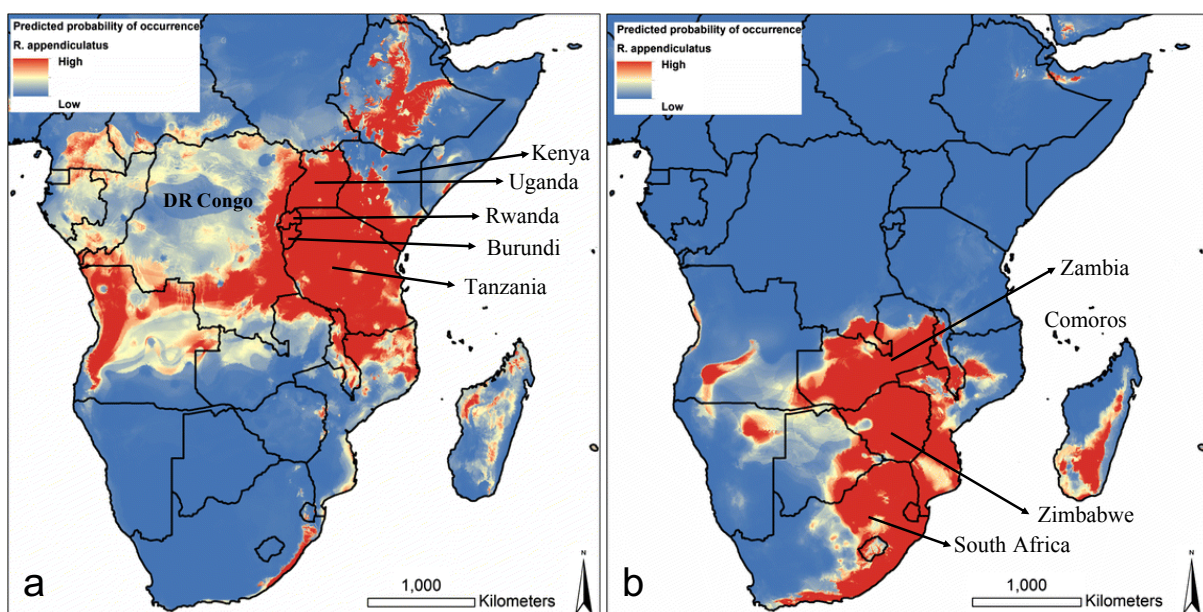 Predicted probability of occurrence
R. appendiculatus
High
Low
Kenya
Uganda
DR Congo
Rwanda
Burundi
Tanzania
a
1,000
Kilometers
N
Predicted probability of occurrence
R. appendiculatus
High
Low
Zambia
Comoros
Zimbabwe
South Africa
b
1,000
Kilometers
N